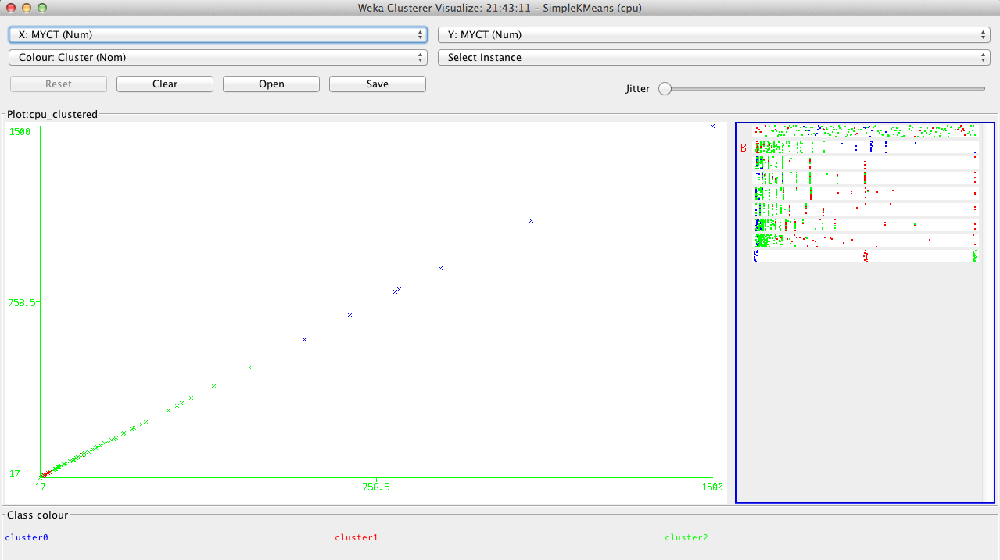 Weka Clusterer Visualize: 21:43:11 – SimpleKMeans (cpu)
X: MYCT (Num) Y: MYCT (Num)
Colour: Cluster (Nom) Select Instance
Reset Clear Open Save Jitter
Plot:cpu_clustered
1500
B
758.5
17
17 758.5 1500
Class colour
cluster0 cluster1 cluster2